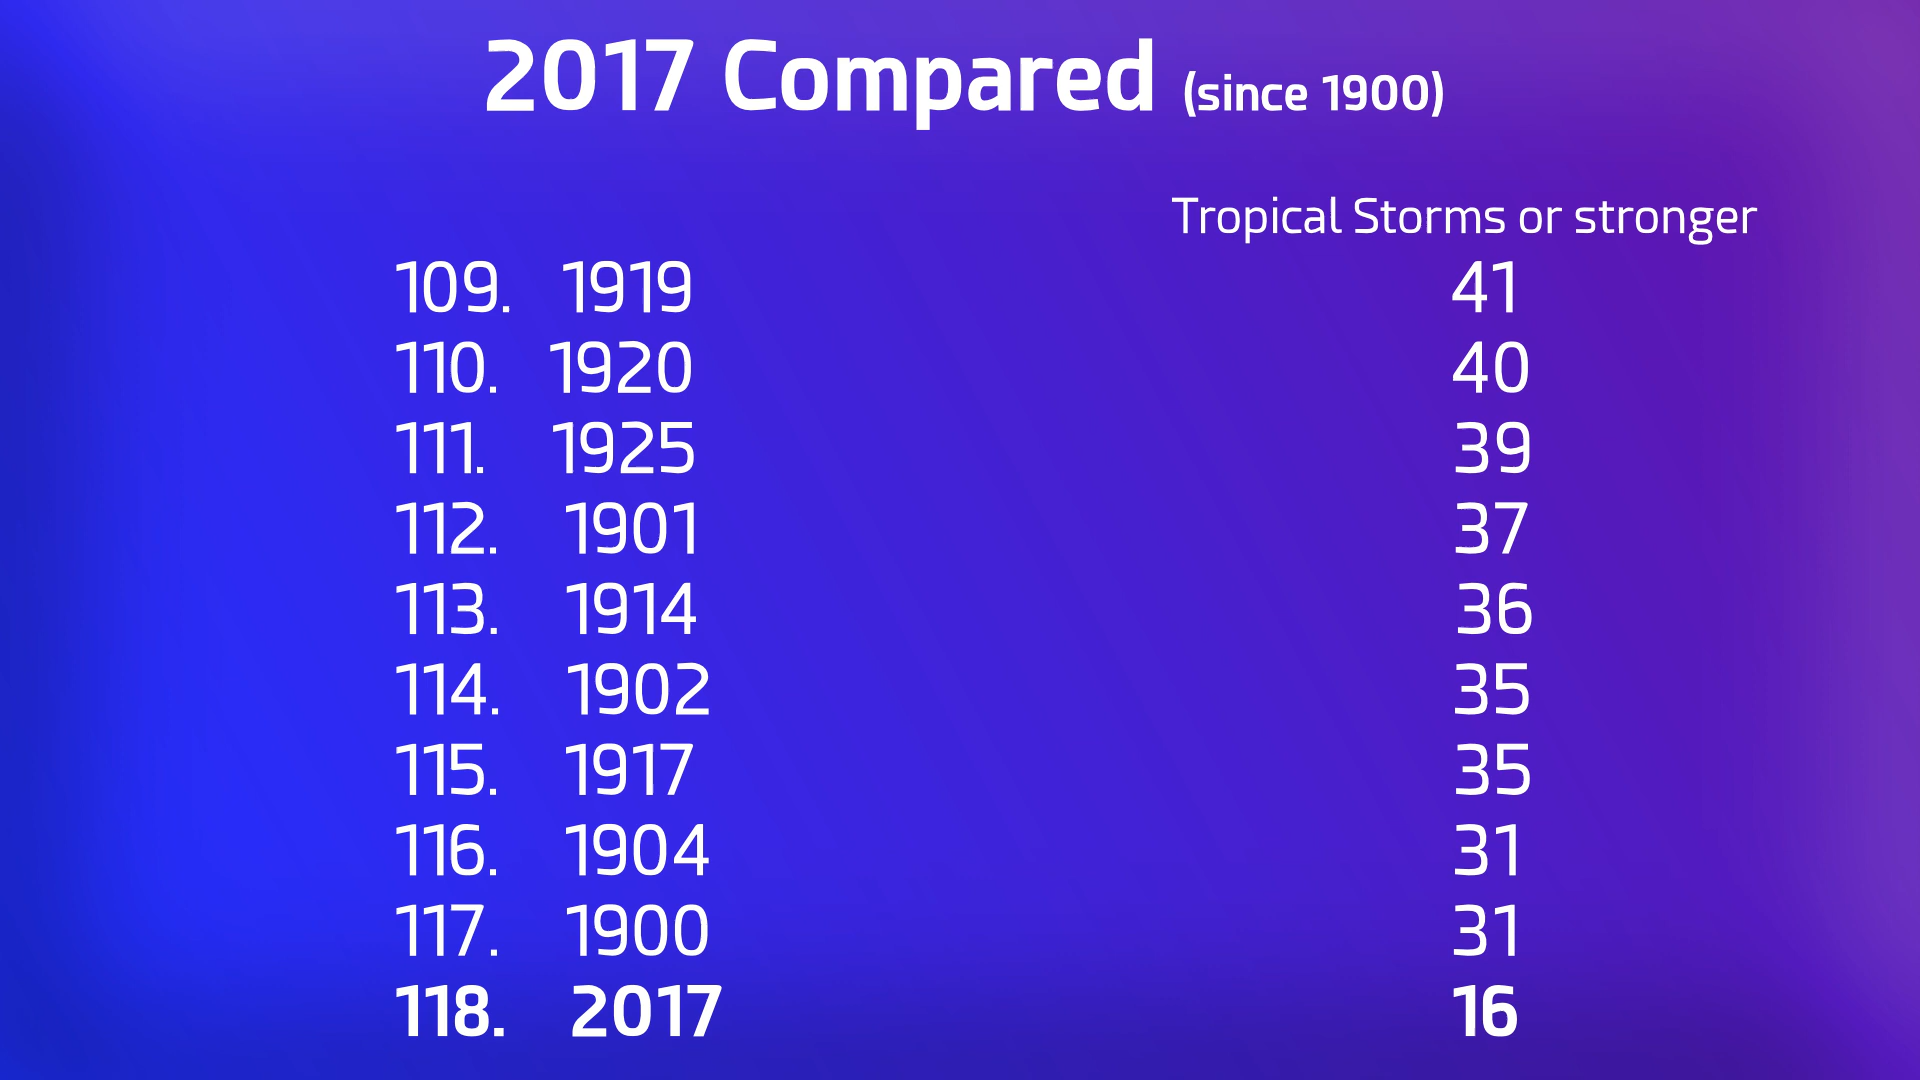 2017 Compared (since 1900)
Tropical Storms or stronger
109. 1919 41
110. 1920 40
111. 1925 39
112. 1901 37
113. 1914 36
114. 1902 35
115. 1917 35
116. 1904 31
117. 1900 31
118. 2017 16